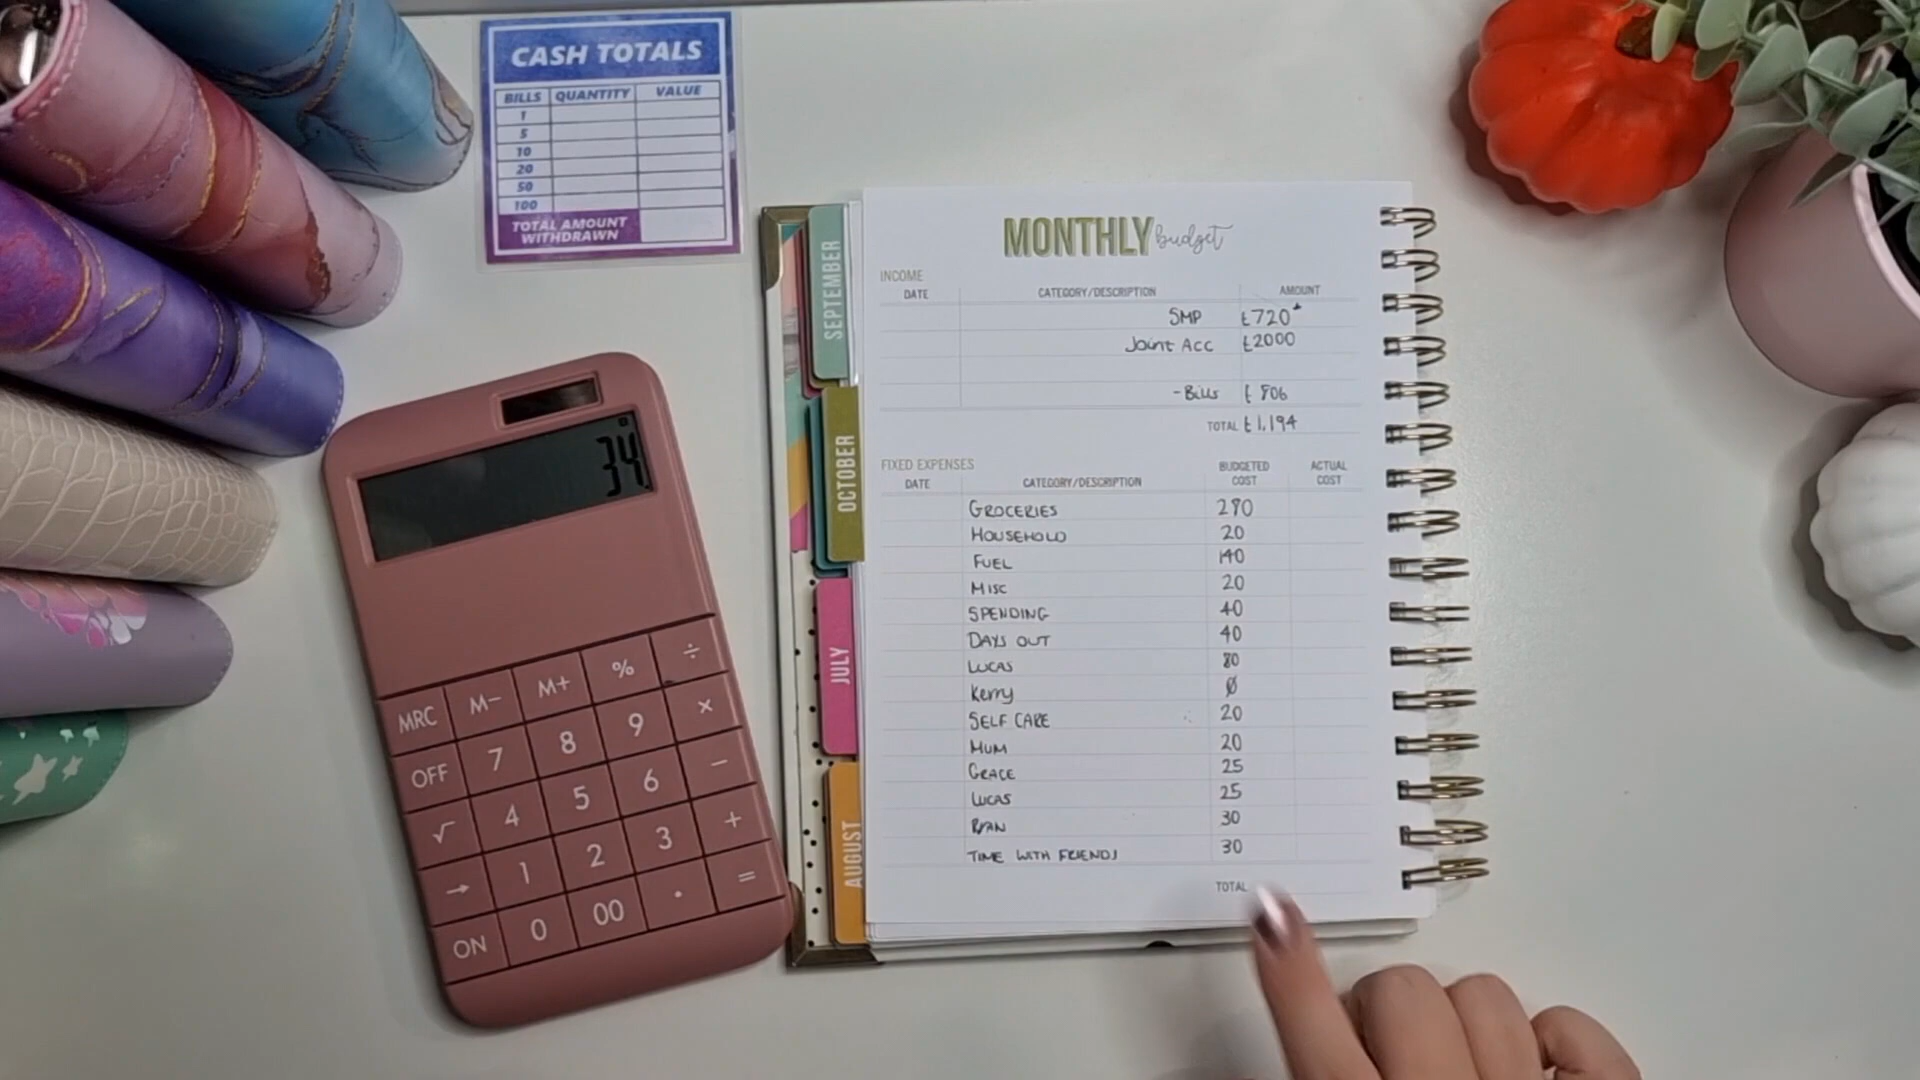 CASH TOTALS
BILLS QUANTITY VALUE
1
5
10
20
50
100
TOTAL AMOUNT
WITHDRAWN
34.
MRC M- M+ % ÷
OFF 7 8 9 ×
√ 4 5 6 −
→ 1 2 3 +
ON 0 00 . =
SEPTEMBER
OCTOBER
JULY
AUGUST
MONTHLY budget
INCOME
DATE CATEGORY/DESCRIPTION AMOUNT
SMP £720*
Joint Acc £2000
- Bills £ 806
TOTAL £1,194
FIXED EXPENSES
DATE CATEGORY/DESCRIPTION BUDGETED COST ACTUAL COST
GROCERIES 280
HOUSEHOLD 20
FUEL 140
MISC 20
SPENDING 40
DAYS OUT 40
LUCAS 80
Kerry Ø
SELF CARE 20
MUM 20
GRACE 25
LUCAS 25
RYAN 30
TIME WITH FRIENDS 30
TOTAL